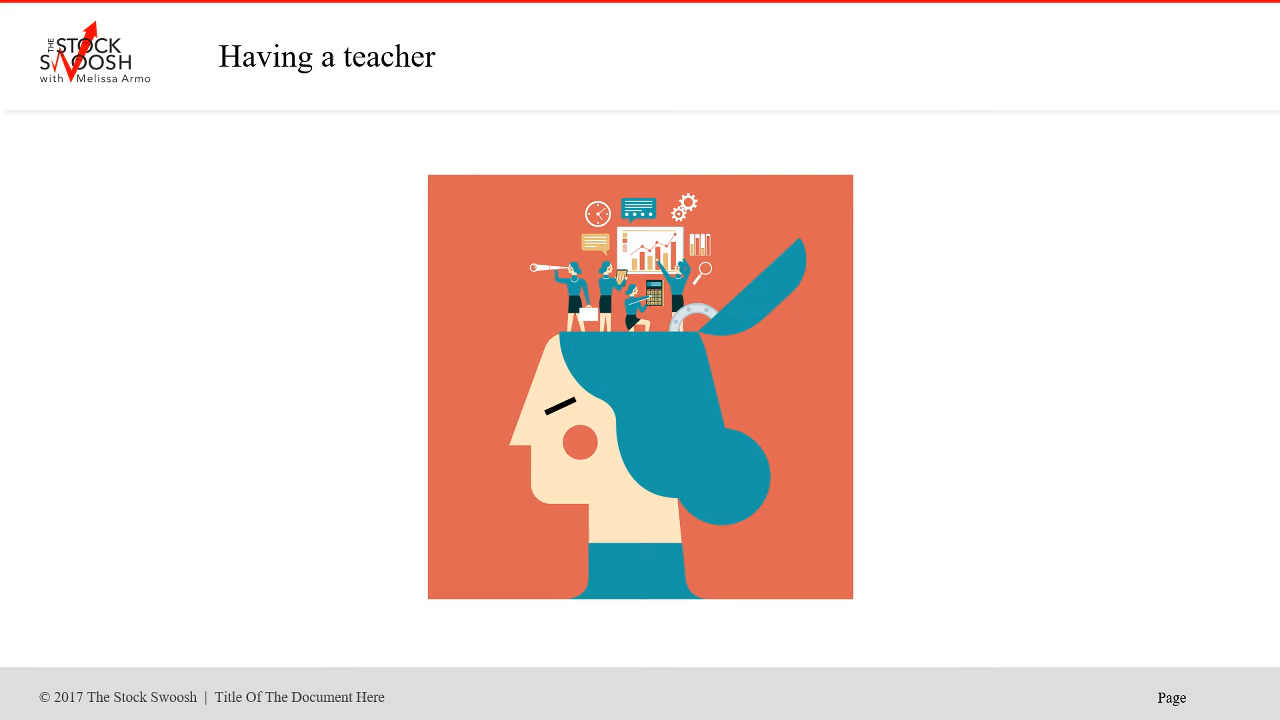 THE STOCK
SWOOSH
with Melissa Armo
Having a teacher
© 2017 The Stock Swoosh | Title Of The Document Here
Page